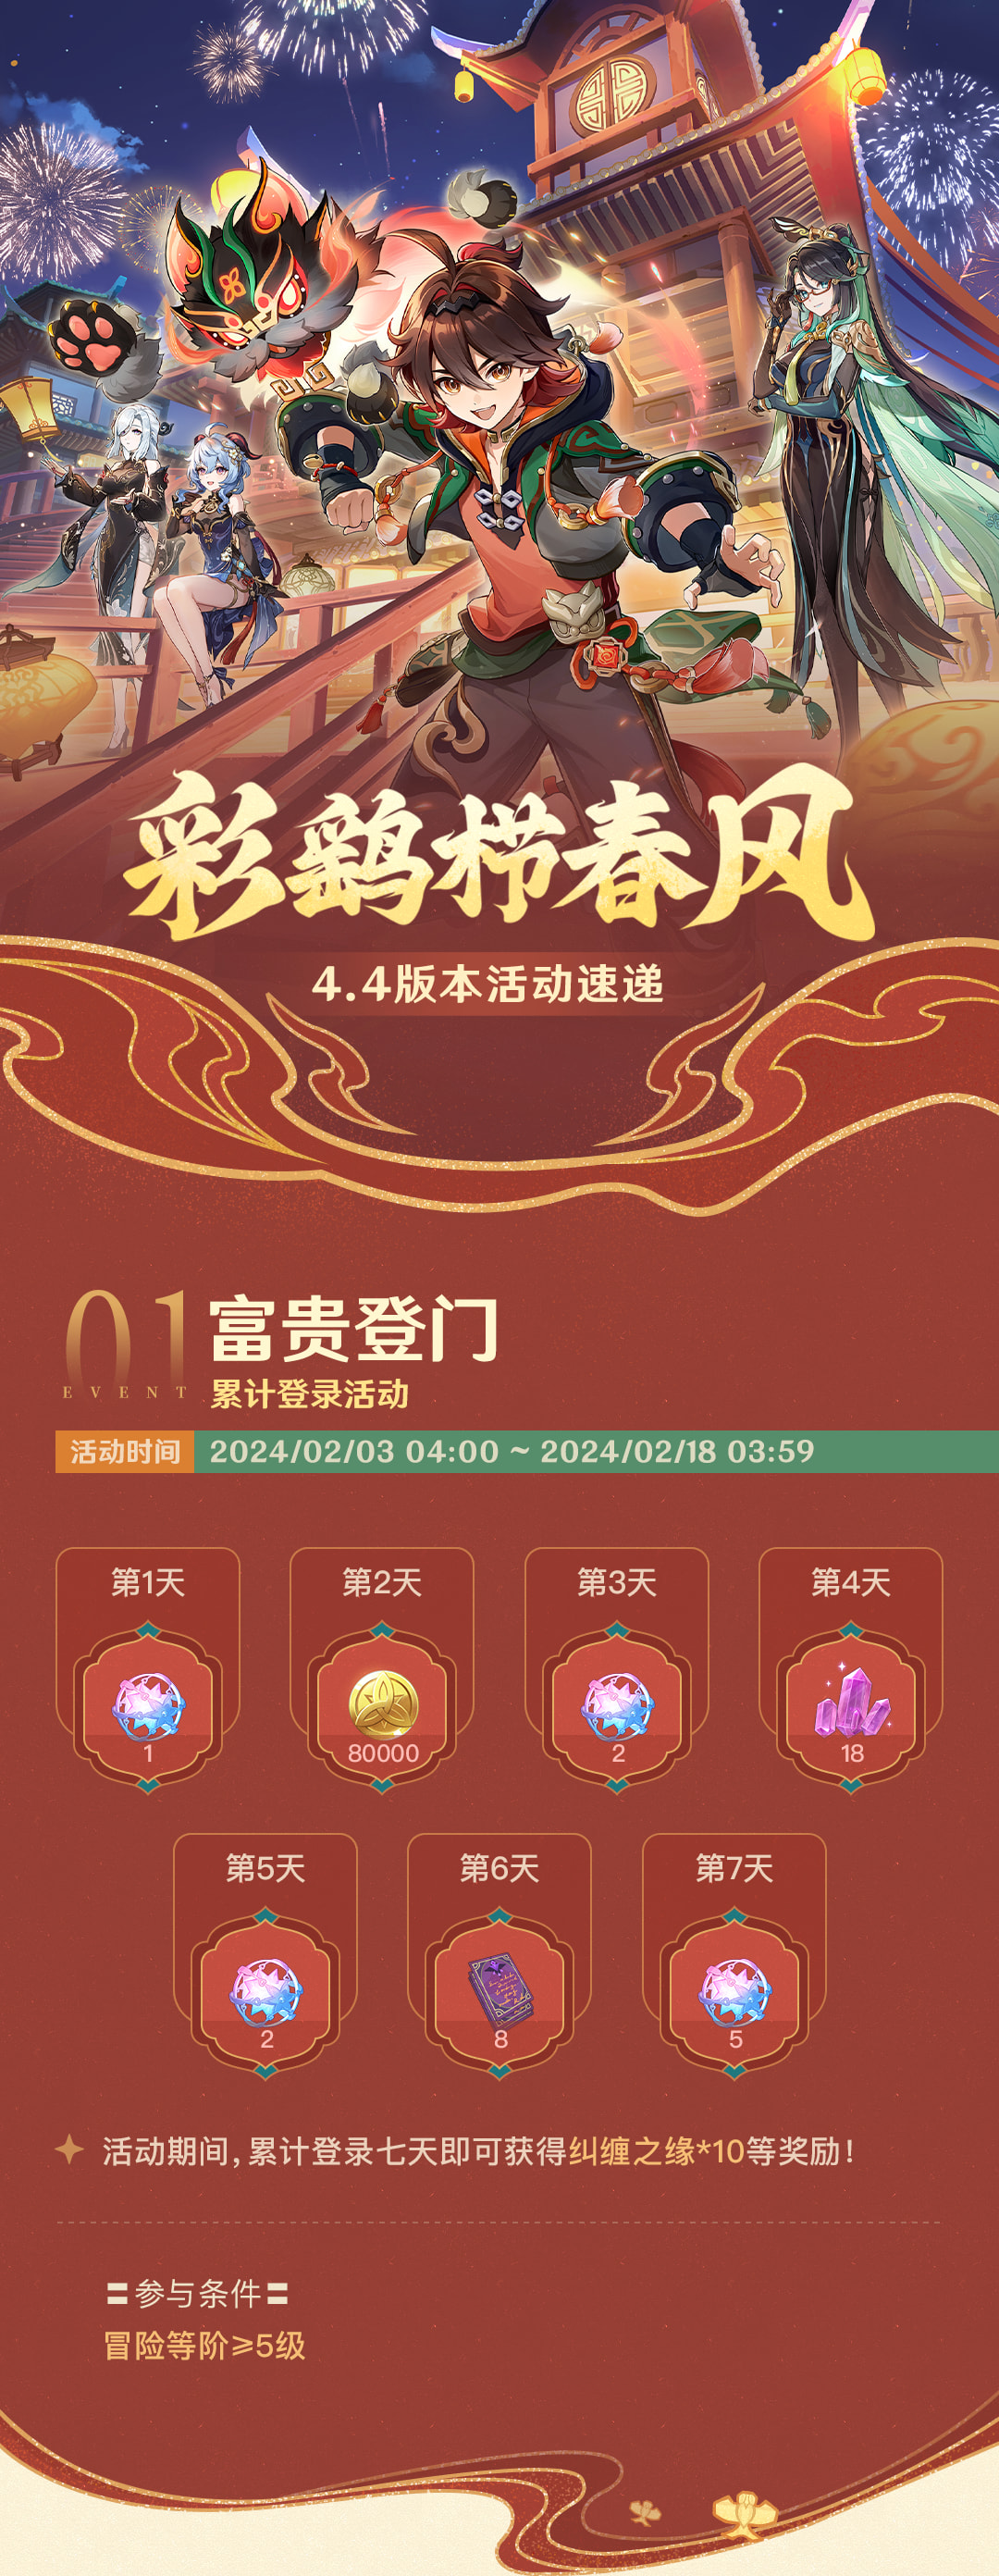 彩鹞栉春风
4.4版本活动速递
01
EVENT
富贵登门
累计登录活动
活动时间 2024/02/03 04:00 ~ 2024/02/18 03:59
第1天 第2天 第3天 第4天
1 80000 2 18
第5天 第6天 第7天
2 8 5
活动期间，累计登录七天即可获得纠缠之缘*10等奖励！
〓参与条件〓
冒险等阶≥5级